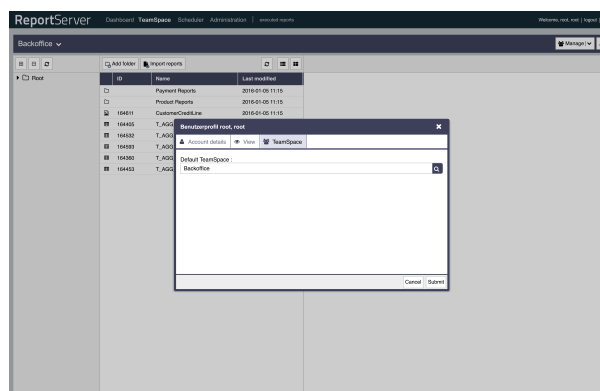 ReportServer Dashboard TeamSpace Scheduler Administration | executed reports Welcome, root, root | logout |
Backoffice Manage
Add folder Import reports
Root
ID Name Last modified
Payment Reports 2016-01-05 11:15
Product Reports 2016-01-05 11:15
164611 CustomerCreditLine 2016-01-05 11:15
164405 T_AGG
164532 T_AGG
164593 T_AGG
164360 T_AGG
164453 T_AGG
Benutzerprofil root, root
Account details View TeamSpace
Default TeamSpace :
Backoffice
Cancel Submit